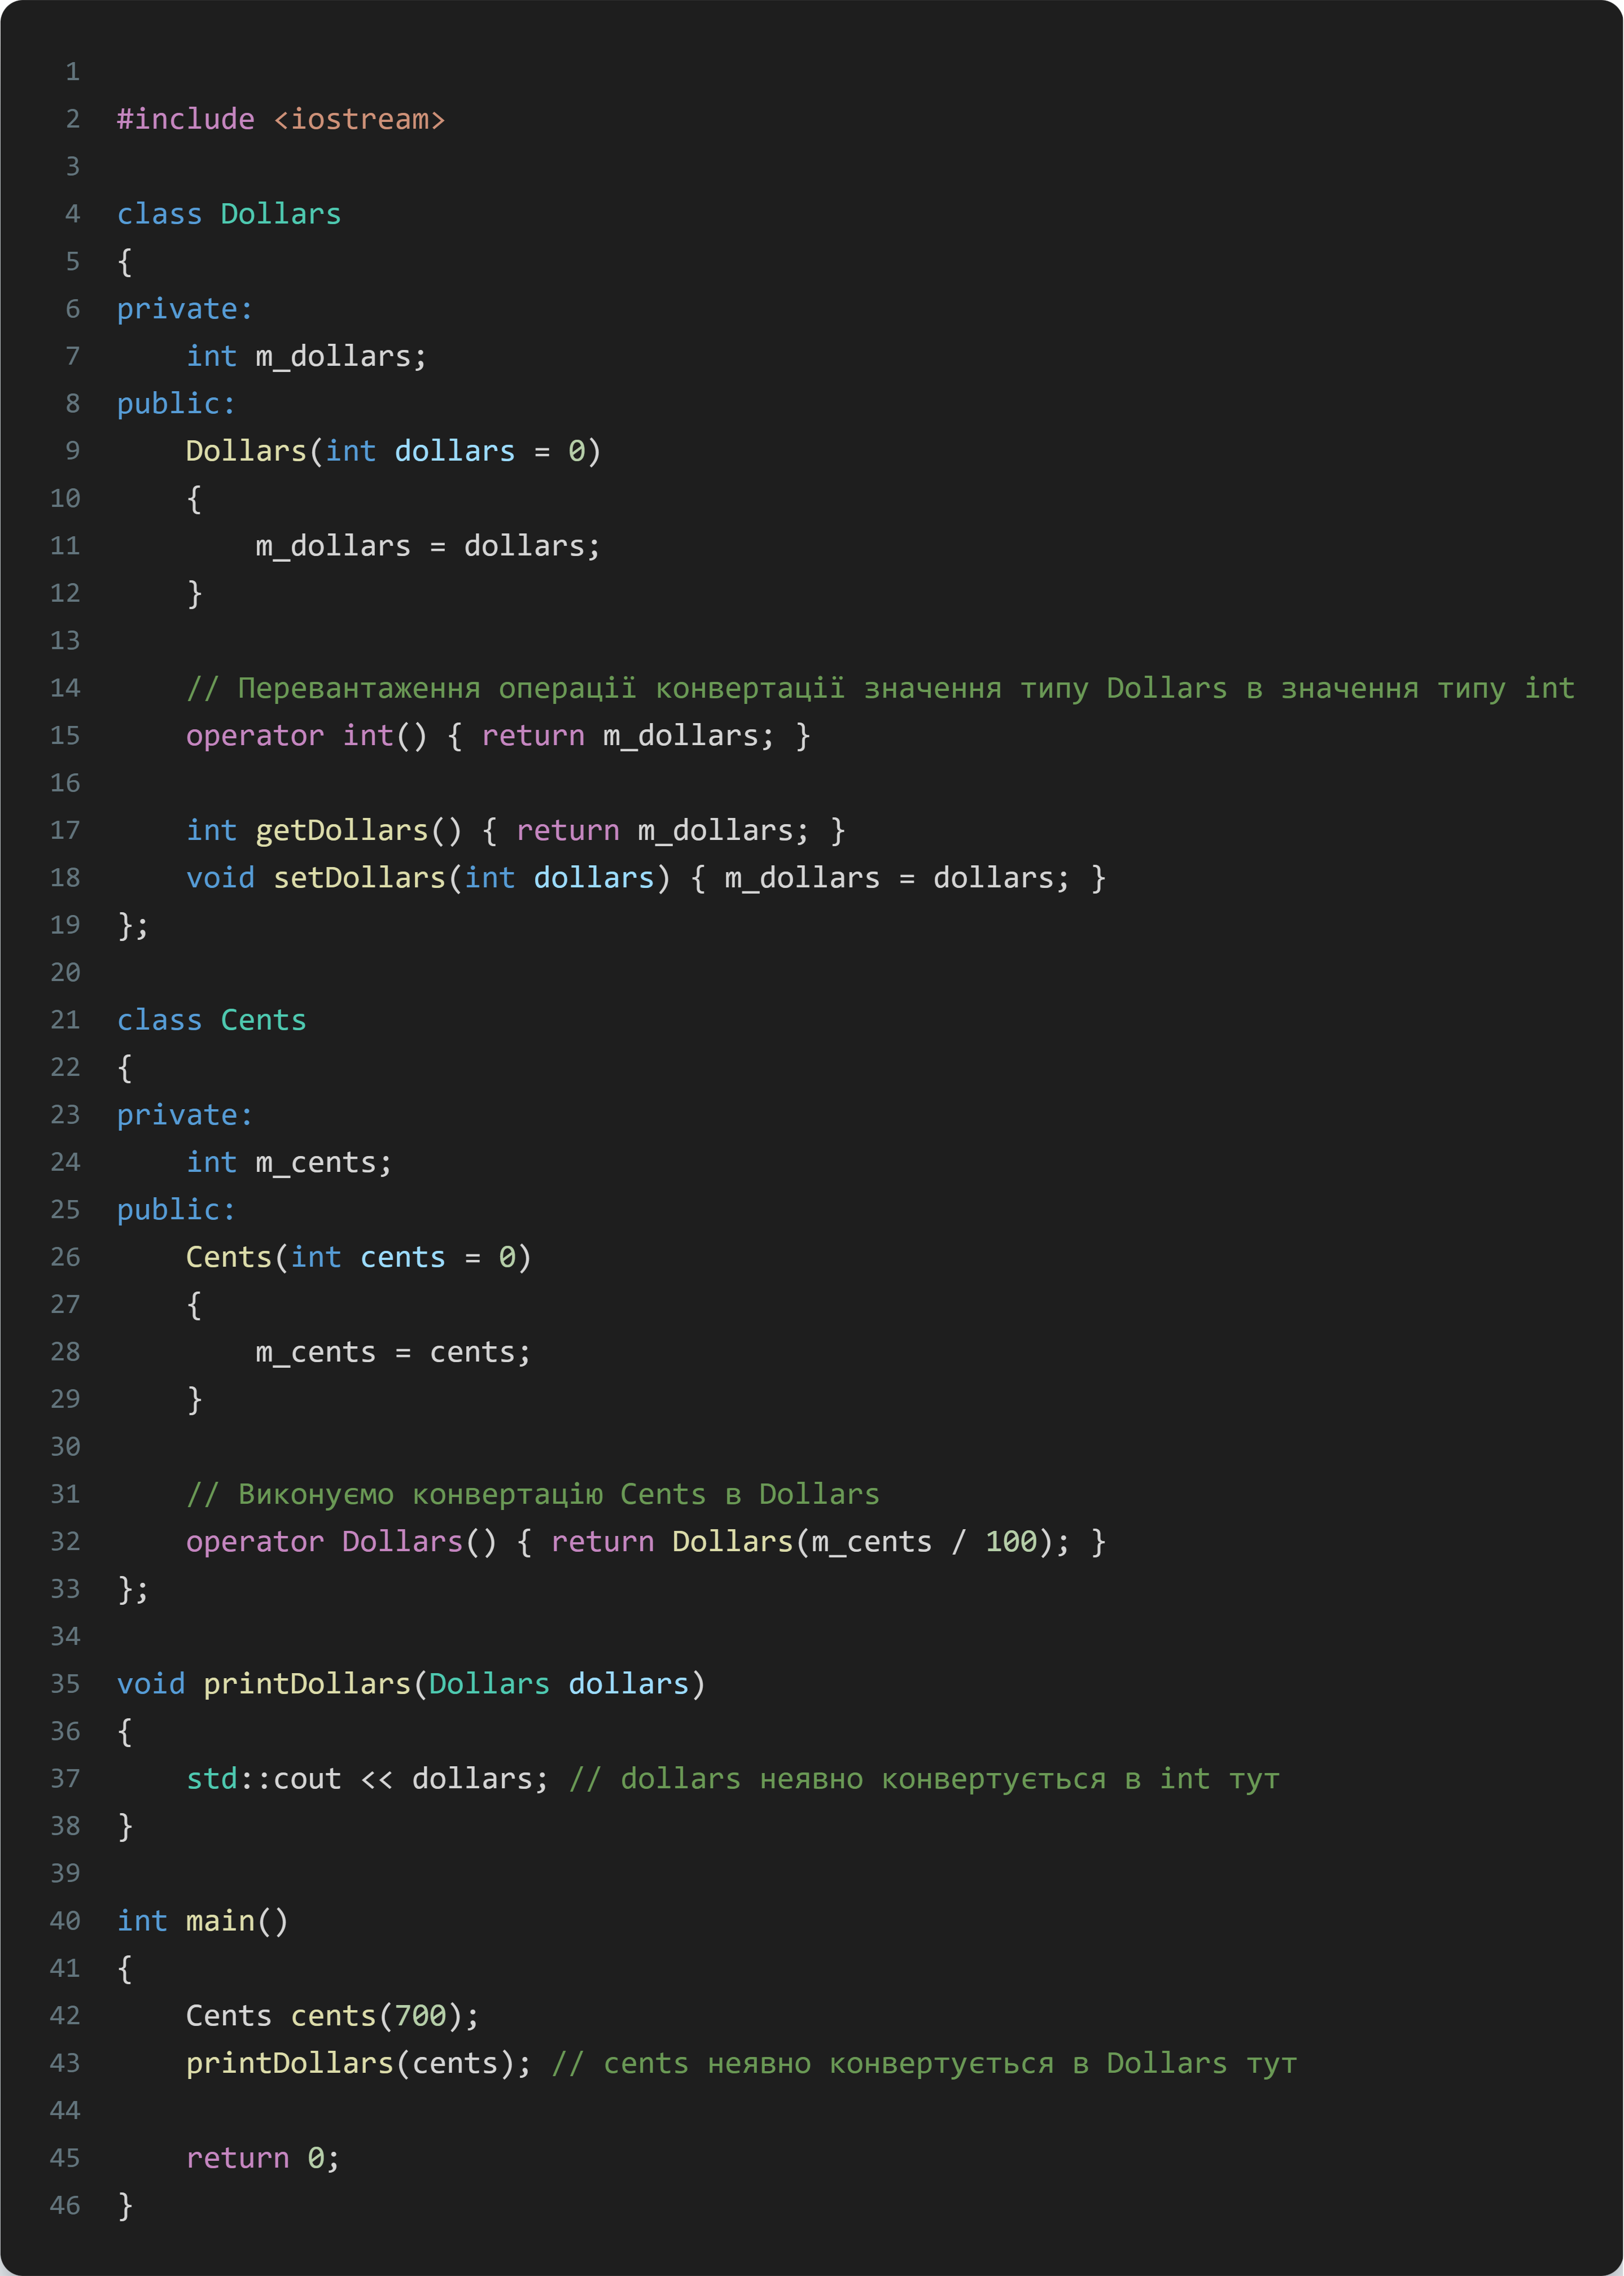 1
2 #include <iostream>
3
4 class Dollars
5 {
6 private:
7     int m_dollars;
8 public:
9     Dollars(int dollars = 0)
10     {
11         m_dollars = dollars;
12     }
13
14     // Перевантаження операції конвертації значення типу Dollars в значення типу int
15     operator int() { return m_dollars; }
16
17     int getDollars() { return m_dollars; }
18     void setDollars(int dollars) { m_dollars = dollars; }
19 };
20
21 class Cents
22 {
23 private:
24     int m_cents;
25 public:
26     Cents(int cents = 0)
27     {
28         m_cents = cents;
29     }
30
31     // Виконуємо конвертацію Cents в Dollars
32     operator Dollars() { return Dollars(m_cents / 100); }
33 };
34
35 void printDollars(Dollars dollars)
36 {
37     std::cout << dollars; // dollars неявно конвертується в int тут
38 }
39
40 int main()
41 {
42     Cents cents(700);
43     printDollars(cents); // cents неявно конвертується в Dollars тут
44
45     return 0;
46 }